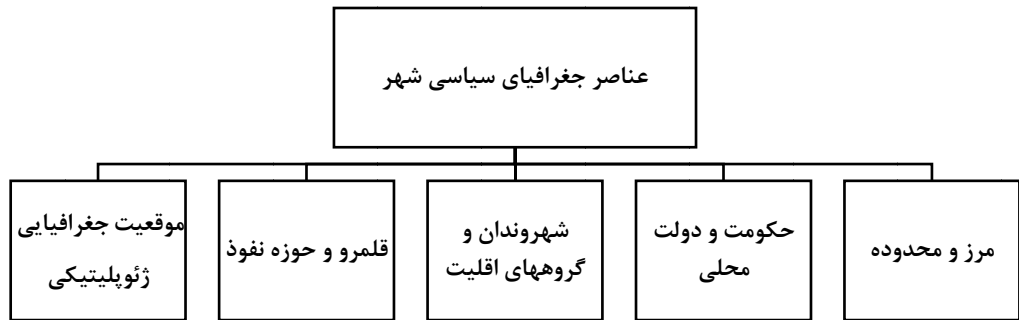 عناصر جغرافیای سیاسی شهر
مرز و محدوده
حکومت و دولت
محلی
شهروندان و
گروههای اقلیت
قلمرو و حوزه نفوذ
موقعیت جغرافیایی
ژئوپلیتیکی